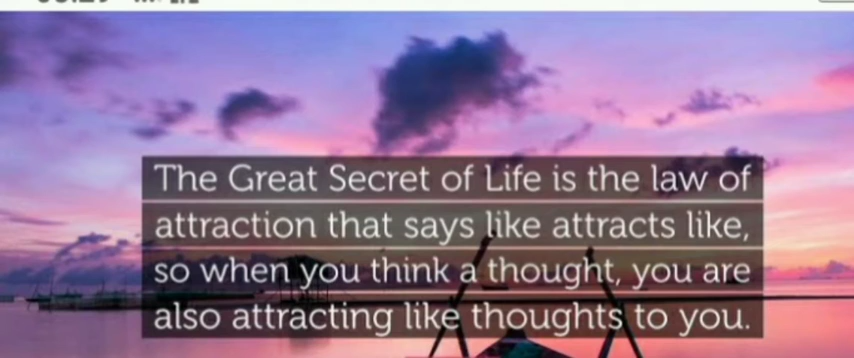 The Great Secret of Life is the law of
attraction that says like attracts like,
so when you think a thought, you are
also attracting like thoughts to you.